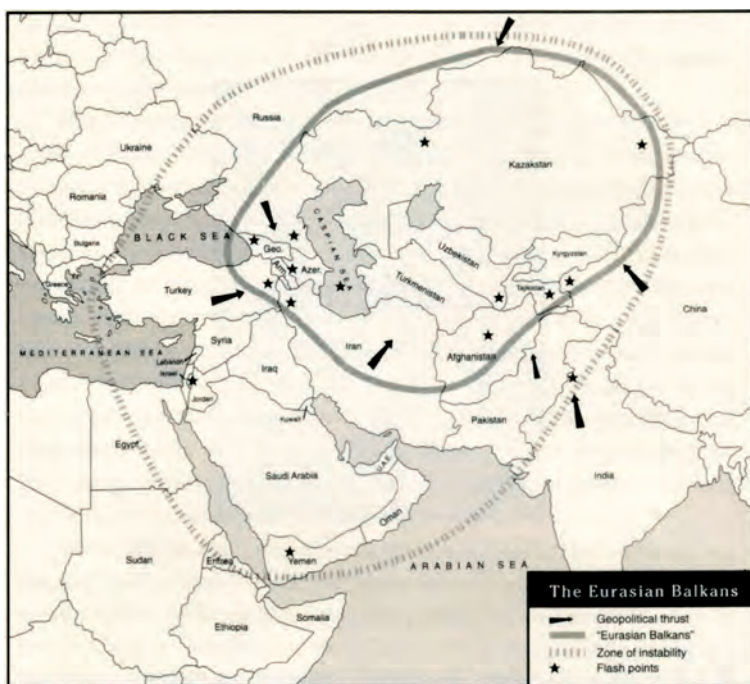 Russia
Ukraine
Kazakstan
Romania
Bulgaria
BLACK SEA
CASPIAN SEA
Geo.
Azer.
Uzbekistan
Kyrgyzstan
Turkmenistan
Tajikistan
Greece
Turkey
China
MEDITERRANEAN SEA
Syria
Lebanon
Israel
Iraq
Iran
Afghanistan
Jordan
Kuwait
Pakistan
Egypt
Saudi Arabia
U.A.E.
India
Oman
Sudan
Eritrea
Yemen
ARABIAN SEA
Ethiopia
Somalia
The Eurasian Balkans
Geopolitical thrust
"Eurasian Balkans"
Zone of instability
Flash points